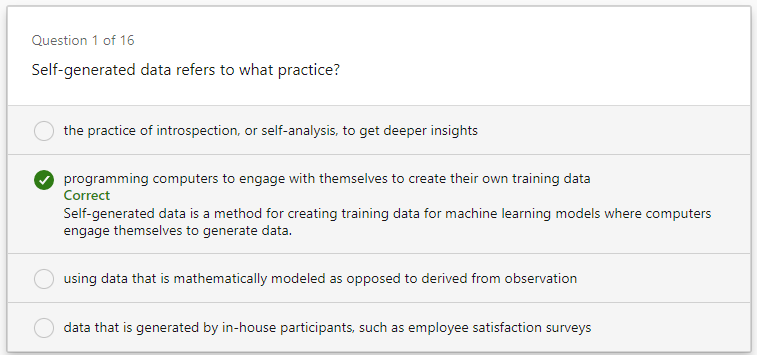 Question 1 of 16
Self-generated data refers to what practice?
the practice of introspection, or self-analysis, to get deeper insights
programming computers to engage with themselves to create their own training data
Correct
Self-generated data is a method for creating training data for machine learning models where computers
engage themselves to generate data.
using data that is mathematically modeled as opposed to derived from observation
data that is generated by in-house participants, such as employee satisfaction surveys